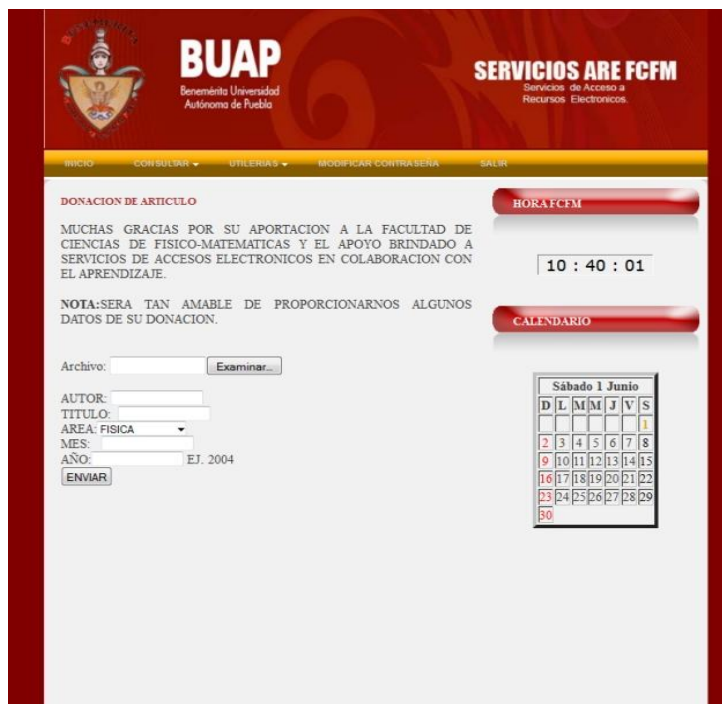 BUAP
Benemérita Universidad
Autónoma de Puebla
SERVICIOS ARE FCFM
Servicios de Acceso a
Recursos Electronicos.
INICIO CONSULTAR UTILERIAS MODIFICAR CONTRASEÑA SALIR
DONACION DE ARTICULO
MUCHAS GRACIAS POR SU APORTACION A LA FACULTAD DE
CIENCIAS DE FISICO-MATEMATICAS Y EL APOYO BRINDADO A
SERVICIOS DE ACCESOS ELECTRONICOS EN COLABORACION CON
EL APRENDIZAJE.
NOTA:SERA TAN AMABLE DE PROPORCIONARNOS ALGUNOS
DATOS DE SU DONACION.
Archivo: Examinar...
AUTOR:
TITULO:
AREA: FISICA
MES:
AÑO: EJ. 2004
ENVIAR
HORA FCFM
10 : 40 : 01
CALENDARIO
Sábado 1 Junio
D L M M J V S
1
2 3 4 5 6 7 8
9 10 11 12 13 14 15
16 17 18 19 20 21 22
23 24 25 26 27 28 29
30